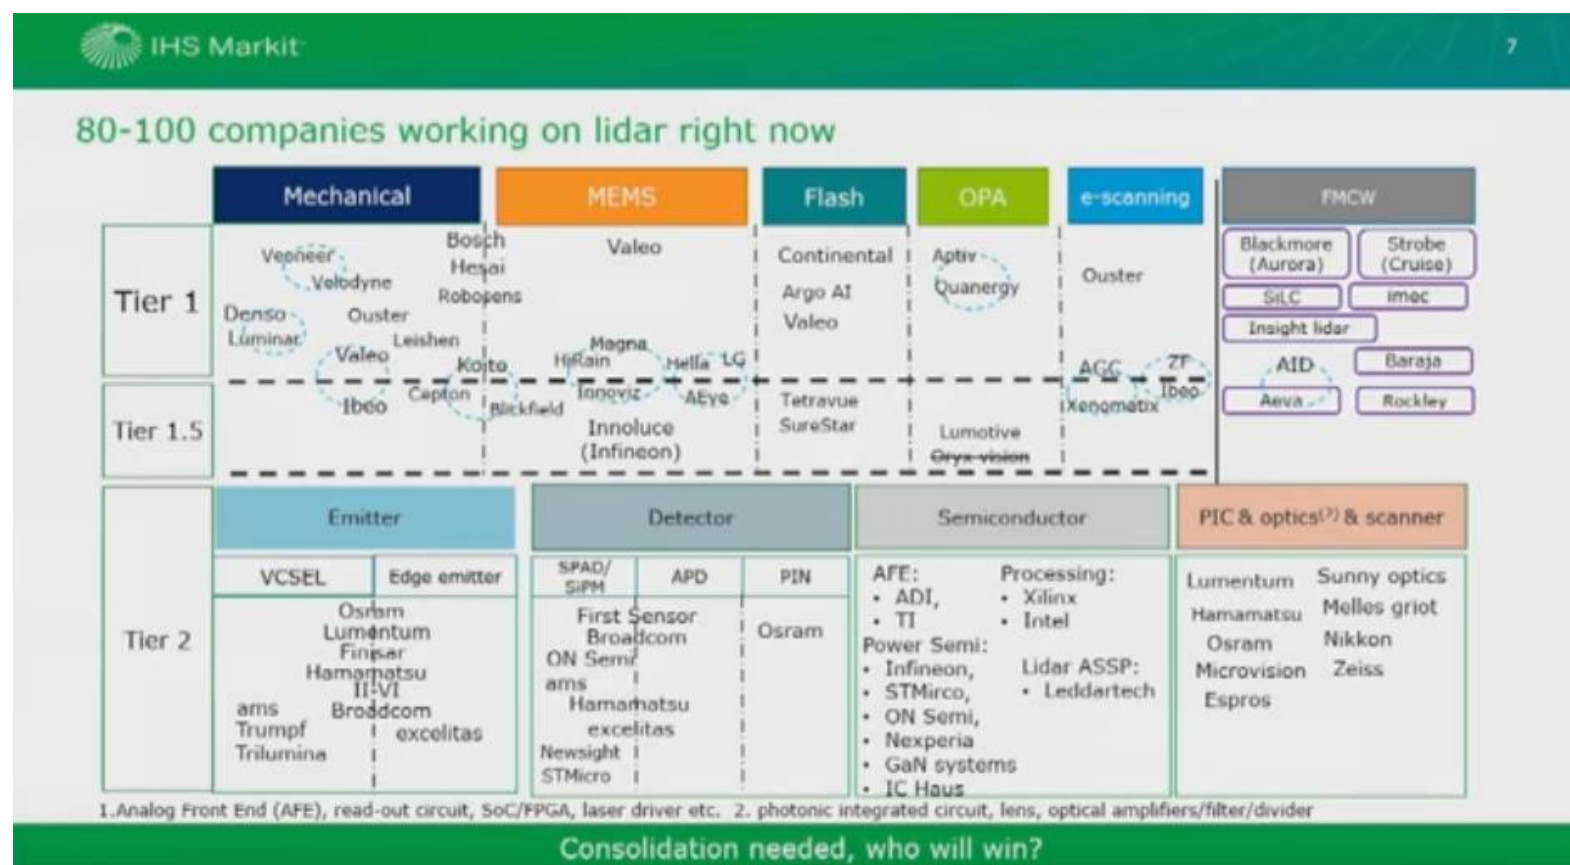 IHS Markit
7
80-100 companies working on lidar right now
Mechanical
MEMS
Flash
OPA
e-scanning
FMCW
Tier 1
Veoneer
Velodyne
Denso
Luminar
Ouster
Leishen
Valeo
Bosch
Hesai
Robosens
Koito
Valeo
Magna
HiRain
Hella
LG
Continental
Argo AI
Valeo
Aptiv
Quanergy
Ouster
AGC
ZF
Blackmore
(Aurora)
Strobe
(Cruise)
SiLC
imec
Insight lidar
AID
Baraja
Tier 1.5
Ibeo
Cepton
Blickfield
Innoviz
AEye
Innoluce
(Infineon)
Tetravue
SureStar
Lumotive
Oryx vision
Xenomatix
Ibeo
Aeva
Rockley
Tier 2
Emitter
VCSEL
Edge emitter
Osram
Lumentum
Finisar
Hamamatsu
II-VI
Broadcom
ams
Trumpf
Trilumina
excelitas
Detector
SPAD/
SiPM
APD
PIN
First Sensor
Broadcom
ON Semi
ams
Hamamatsu
excelitas
Newsight
STMicro
Osram
Semiconductor
AFE:
• ADI,
• TI
Power Semi:
• Infineon,
• STMirco,
• ON Semi,
• Nexperia
• GaN systems
• IC Haus
Processing:
• Xilinx
• Intel
Lidar ASSP:
• Leddartech
PIC & optics(2) & scanner
Lumentum
Hamamatsu
Osram
Microvision
Espros
Sunny optics
Melles griot
Nikkon
Zeiss
1.Analog Front End (AFE), read-out circuit, SoC/FPGA, laser driver etc. 2. photonic integrated circuit, lens, optical amplifiers/filter/divider
Consolidation needed, who will win?